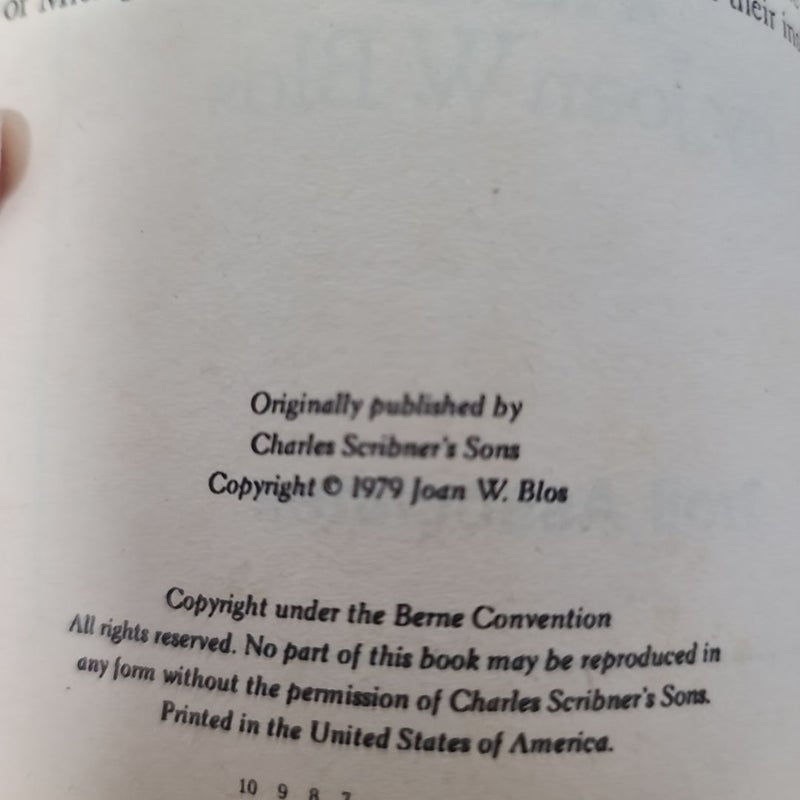 of
their
Originally published by
Charles Scribner's Sons
Copyright © 1979 Joan W. Blos
Copyright under the Berne Convention
All rights reserved. No part of this book may be reproduced in
any form without the permission of Charles Scribner's Sons.
Printed in the United States of America.
10 9 8 7